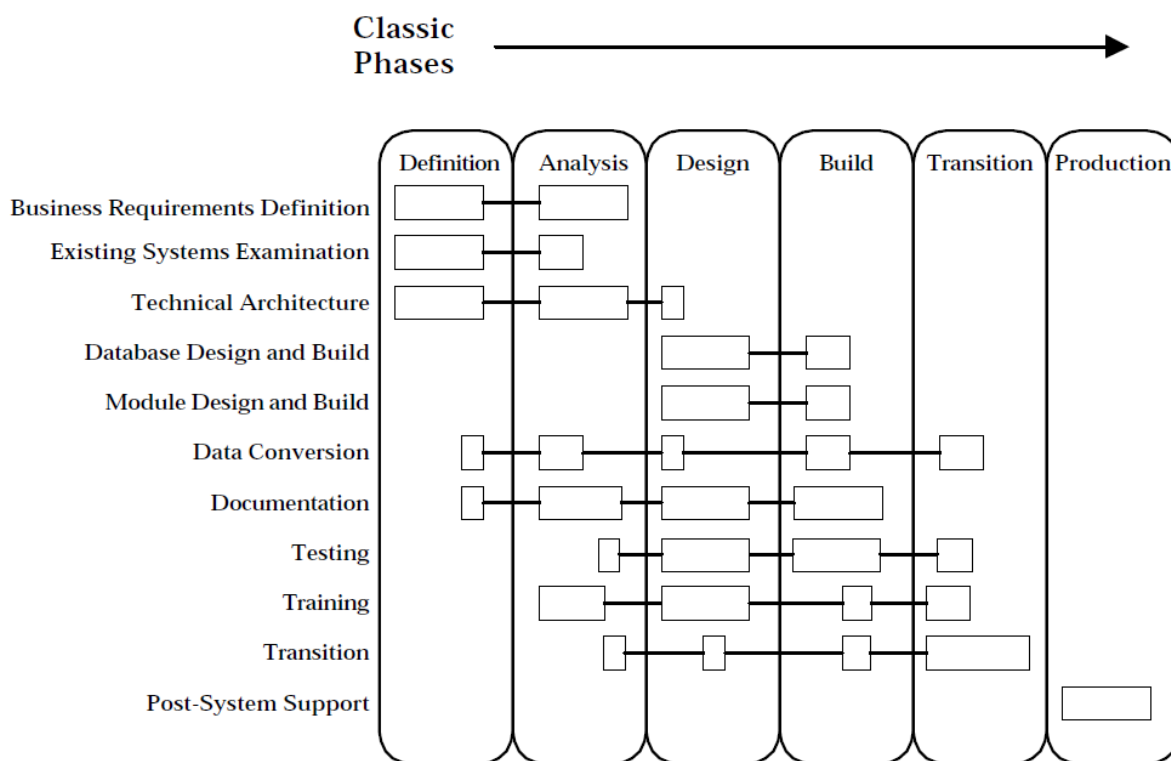 Classic
Phases
Definition Analysis Design Build Transition Production
Business Requirements Definition
Existing Systems Examination
Technical Architecture
Database Design and Build
Module Design and Build
Data Conversion
Documentation
Testing
Training
Transition
Post-System Support